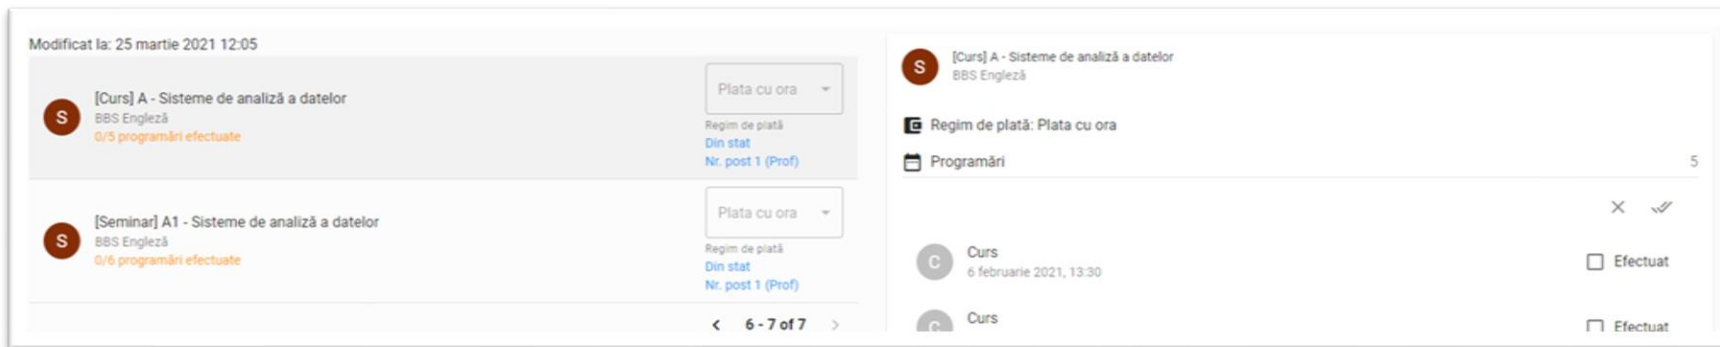 Modificat la: 25 martie 2021 12:05
S
[Curs] A - Sisteme de analiză a datelor
BBS Engleză
0/5 programări efectuate
Plata cu ora
Regim de plată
Din stat
Nr. post 1 (Prof)
S
[Seminar] A1 - Sisteme de analiză a datelor
BBS Engleză
0/6 programări efectuate
Plata cu ora
Regim de plată
Din stat
Nr. post 1 (Prof)
6 - 7 of 7
S
[Curs] A - Sisteme de analiză a datelor
BBS Engleză
Regim de plată: Plata cu ora
Programări 5
C
Curs
6 februarie 2021, 13:30
Efectuat
C
Curs
Efectuat